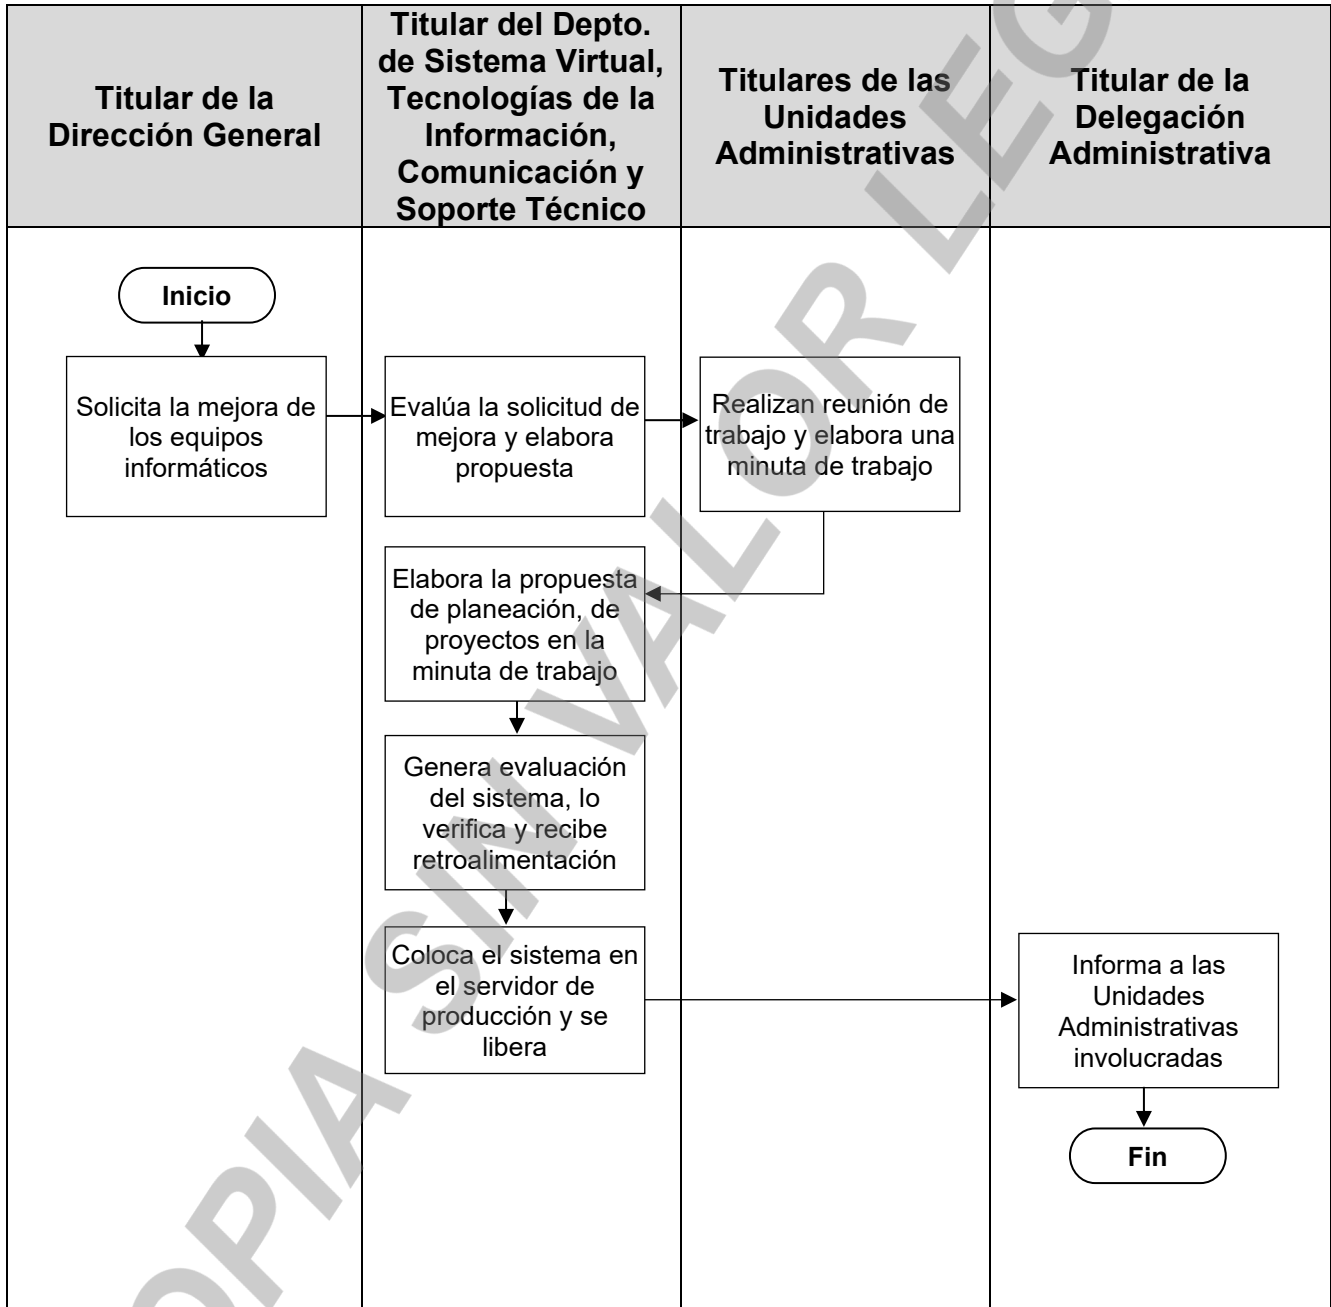 Titular de la
Dirección General
Titular del Depto.
de Sistema Virtual,
Tecnologías de la
Información,
Comunicación y
Soporte Técnico
Titulares de las
Unidades
Administrativas
Titular de la
Delegación
Administrativa
Inicio
Solicita la mejora de
los equipos
informáticos
Evalúa la solicitud de
mejora y elabora
propuesta
Realizan reunión de
trabajo y elabora una
minuta de trabajo
Elabora la propuesta
de planeación, de
proyectos en la
minuta de trabajo
Genera evaluación
del sistema, lo
verifica y recibe
retroalimentación
Coloca el sistema en
el servidor de
producción y se
libera
Informa a las
Unidades
Administrativas
involucradas
Fin
OPIA SIN VALOR LEG